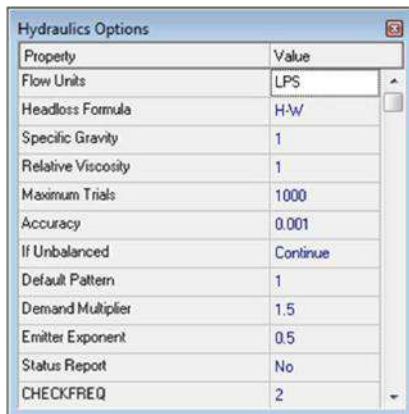 Hydraulics Options
Property Value
Flow Units LPS
Headloss Formula H-W
Specific Gravity 1
Relative Viscosity 1
Maximum Trials 1000
Accuracy 0.001
If Unbalanced Continue
Default Pattern 1
Demand Multiplier 1.5
Emitter Exponent 0.5
Status Report No
CHECKFREQ 2